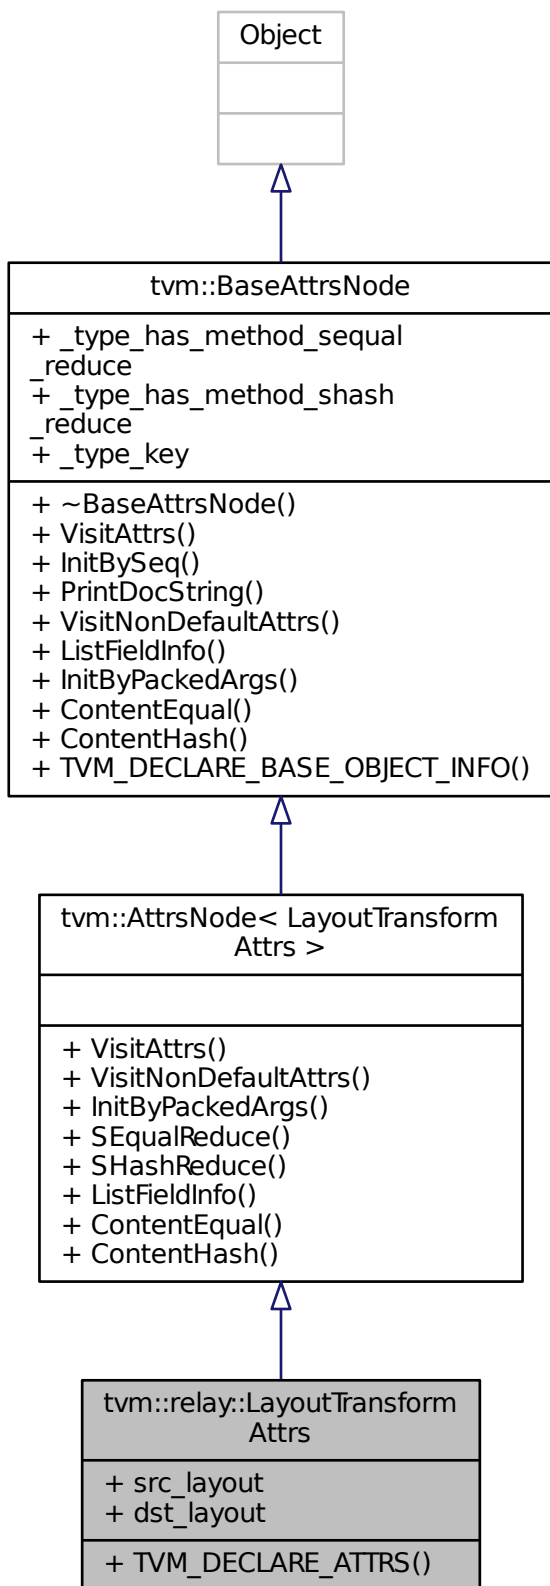 Object
tvm::BaseAttrsNode
+ _type_has_method_sequal
_reduce
+ _type_has_method_shash
_reduce
+ _type_key
+ ~BaseAttrsNode()
+ VisitAttrs()
+ InitBySeq()
+ PrintDocString()
+ VisitNonDefaultAttrs()
+ ListFieldInfo()
+ InitByPackedArgs()
+ ContentEqual()
+ ContentHash()
+ TVM_DECLARE_BASE_OBJECT_INFO()
tvm::AttrsNode< LayoutTransform
Attrs >
+ VisitAttrs()
+ VisitNonDefaultAttrs()
+ InitByPackedArgs()
+ SEqualReduce()
+ SHashReduce()
+ ListFieldInfo()
+ ContentEqual()
+ ContentHash()
tvm::relay::LayoutTransform
Attrs
+ src_layout
+ dst_layout
+ TVM_DECLARE_ATTRS()